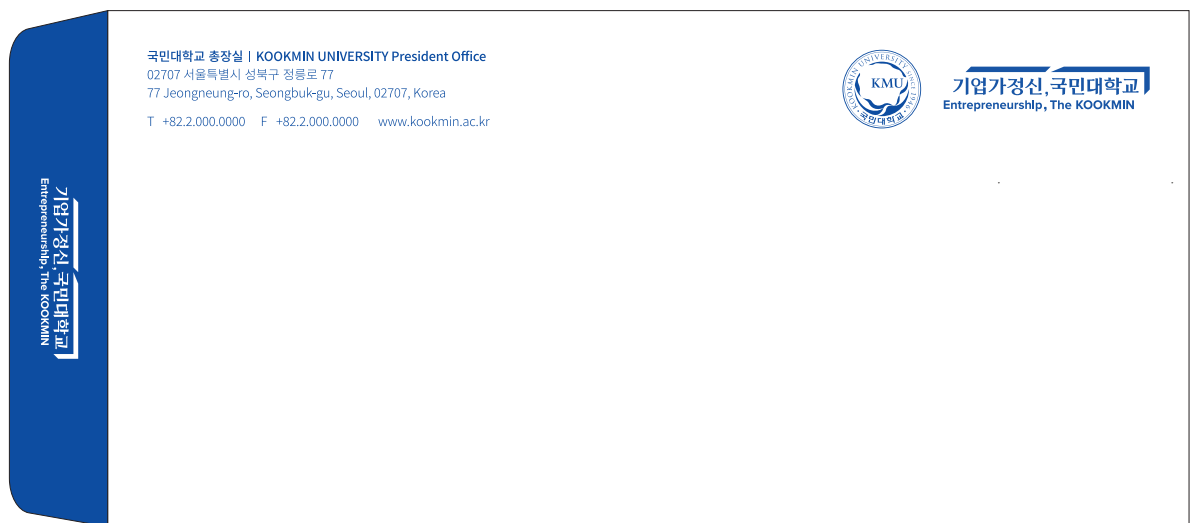 국민대학교 총장실 | KOOKMIN UNIVERSITY President Office
02707 서울특별시 성북구 정릉로 77
77 Jeongneung-ro, Seongbuk-gu, Seoul, 02707, Korea
T +82.2.000.0000 F +82.2.000.0000 www.kookmin.ac.kr
KOOKMIN UNIVERSITY SINCE 1946
KMU
국민대학교
기업가정신,국민대학교
Entrepreneurship, The KOOKMIN
기업가정신,국민대학교
Entrepreneurship, The KOOKMIN